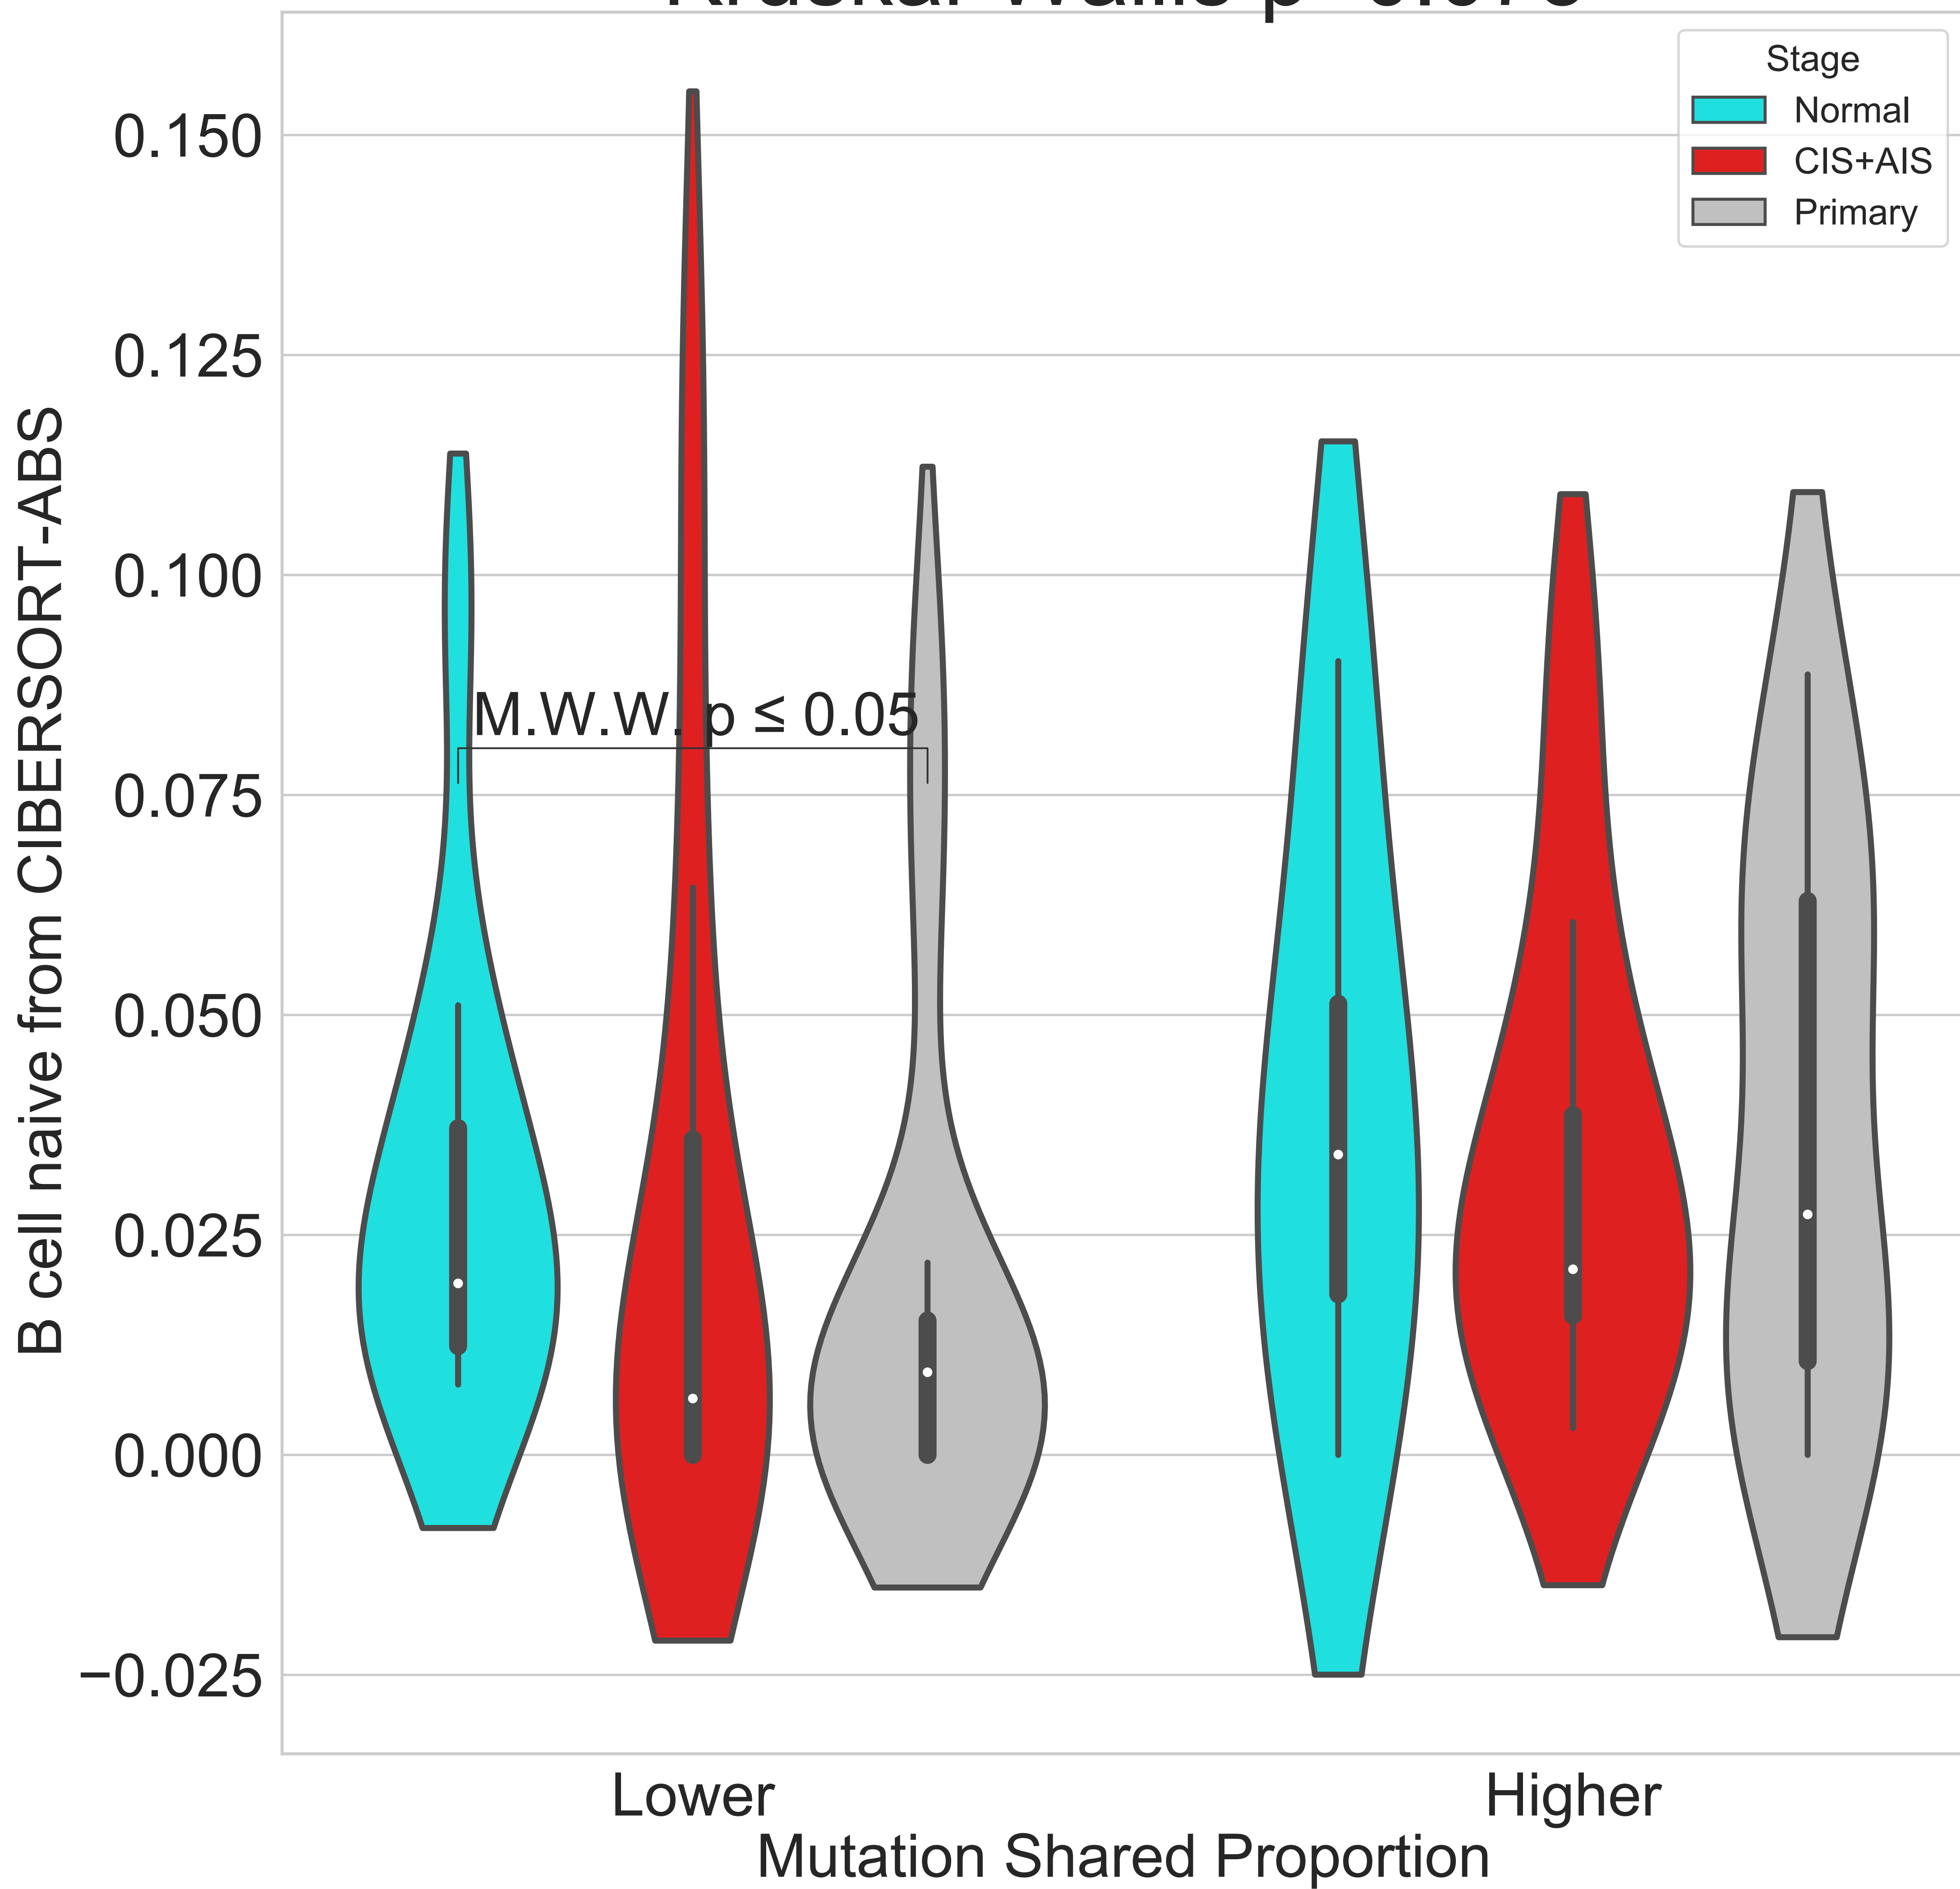 Stage
Normal
CIS+AIS
Primary
0.150
0.125
0.100
0.075
0.050
0.025
0.000
−0.025
B cell naive from CIBERSORT-ABS
M.W.W. p ≤ 0.05
Lower
Higher
Mutation Shared Proportion